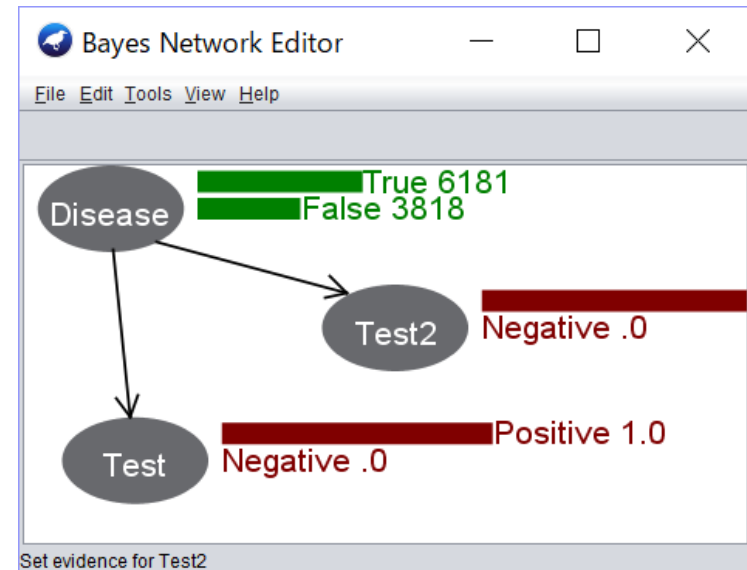 Bayes Network Editor
File Edit Tools View Help
Disease
True 6181
False 3818
Test2
Negative .0
Test
Positive 1.0
Negative .0
Set evidence for Test2